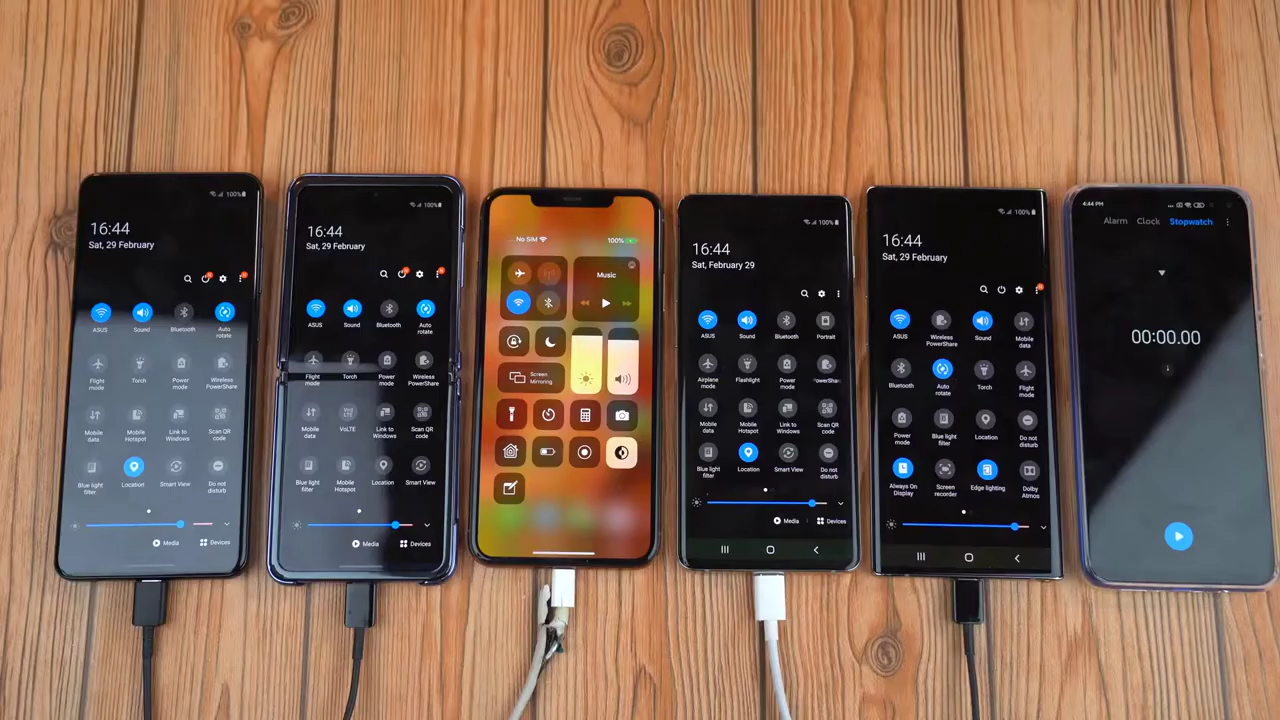 100%
16:44
Sat, 29 February
ASUS
Sound
Bluetooth
Auto rotate
Flight mode
Torch
Power mode
Wireless PowerShare
Mobile data
Mobile Hotspot
Link to Windows
Scan QR code
Blue light filter
Location
Smart View
Do not disturb
Media
Devices
100%
16:44
Sat, 29 February
ASUS
Sound
Bluetooth
Auto rotate
Flight mode
Torch
Power mode
Wireless PowerShare
Mobile data
VoLTE
Link to Windows
Scan QR code
Blue light filter
Mobile Hotspot
Location
Smart View
Media
Devices
No SIM
100%
Music
Screen Mirroring
100%
16:44
Sat, February 29
ASUS
Sound
Bluetooth
Portrait
Airplane mode
Flashlight
Power mode
PowerShare
Mobile data
Mobile Hotspot
Link to Windows
Scan QR code
Blue light filter
Location
Smart View
Do not disturb
Media
Devices
100%
16:44
Sat, 29 February
ASUS
Wireless PowerShare
Sound
Mobile data
Bluetooth
Auto rotate
Torch
Flight mode
Power mode
Blue light filter
Location
Do not disturb
Always On Display
Screen recorder
Edge lighting
Dolby Atmos
4:44 PM
Alarm Clock Stopwatch
00:00.00